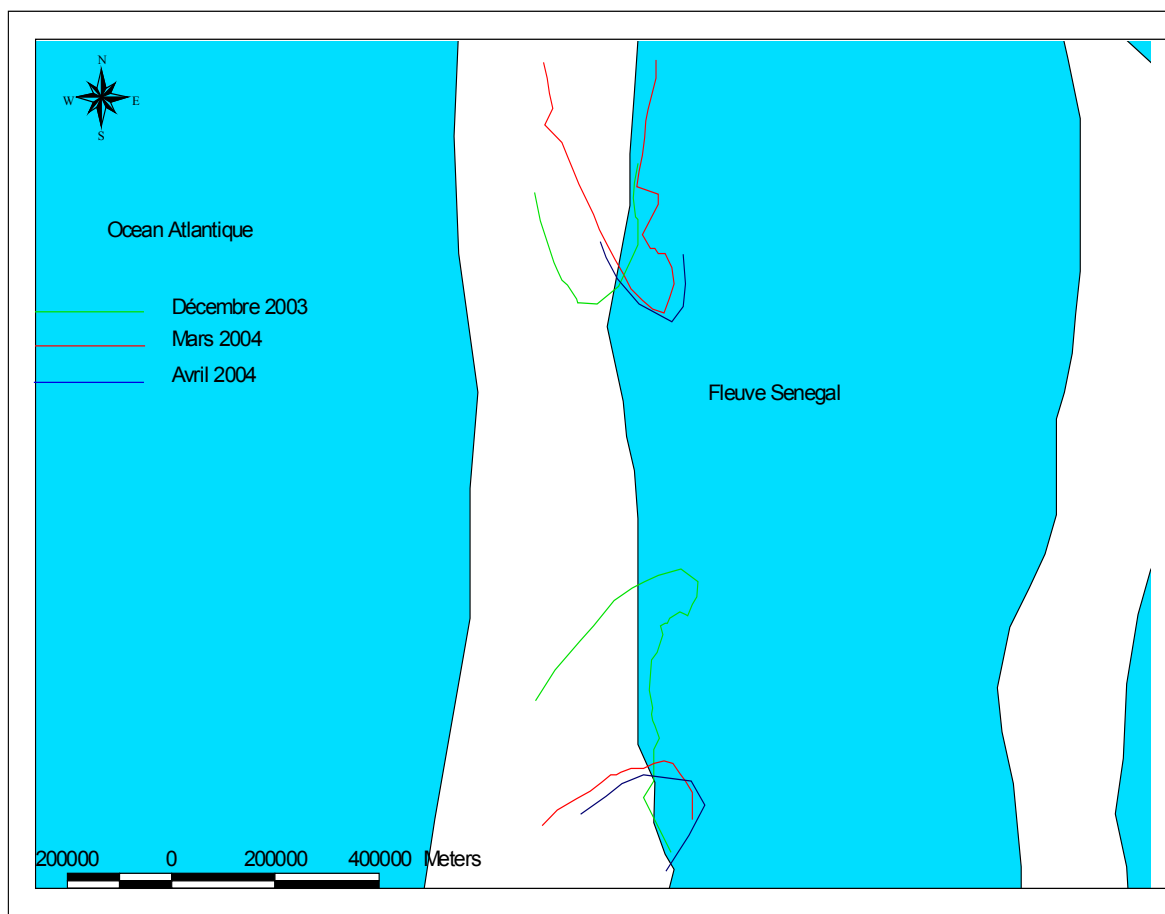 N
W E
S
Ocean Atlantique
Décembre 2003
Mars 2004
Avril 2004
Fleuve Senegal
200000 0 200000 400000 Meters